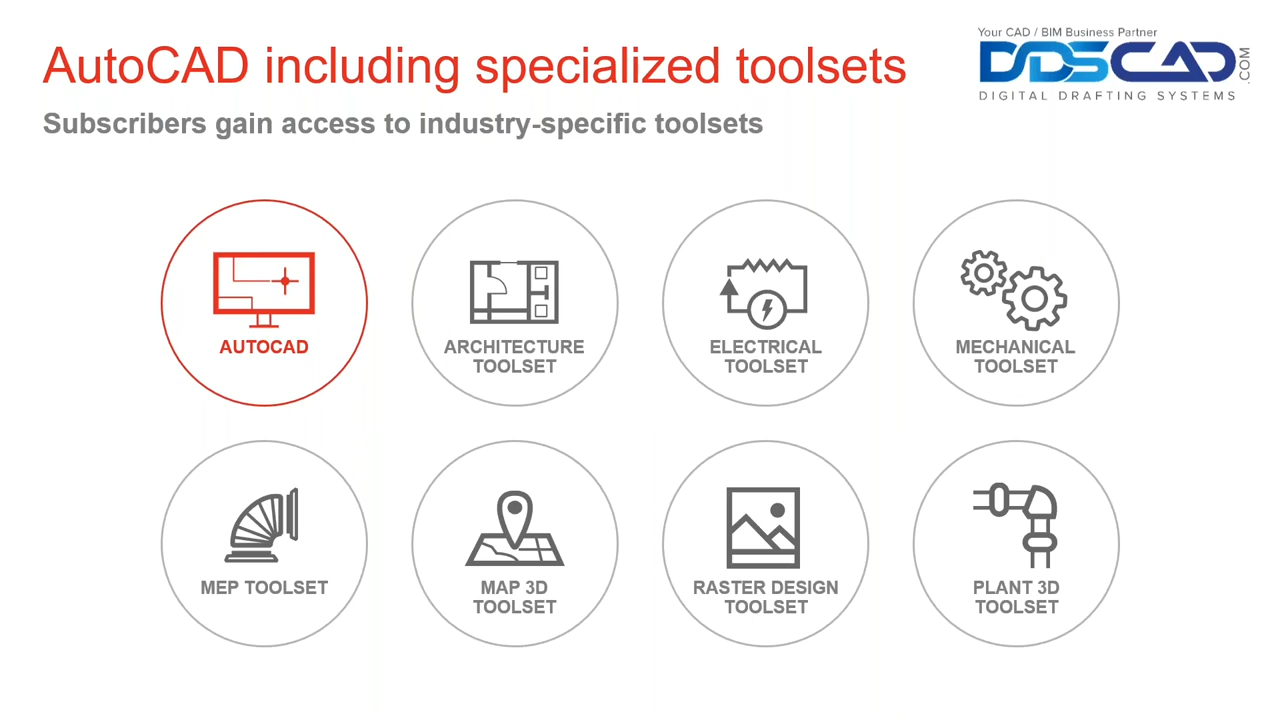 AutoCAD including specialized toolsets
Subscribers gain access to industry-specific toolsets
Your CAD / BIM Business Partner
DDSCAD
.COM
DIGITAL DRAFTING SYSTEMS
AUTOCAD
ARCHITECTURE
TOOLSET
ELECTRICAL
TOOLSET
MECHANICAL
TOOLSET
MEP TOOLSET
MAP 3D
TOOLSET
RASTER DESIGN
TOOLSET
PLANT 3D
TOOLSET